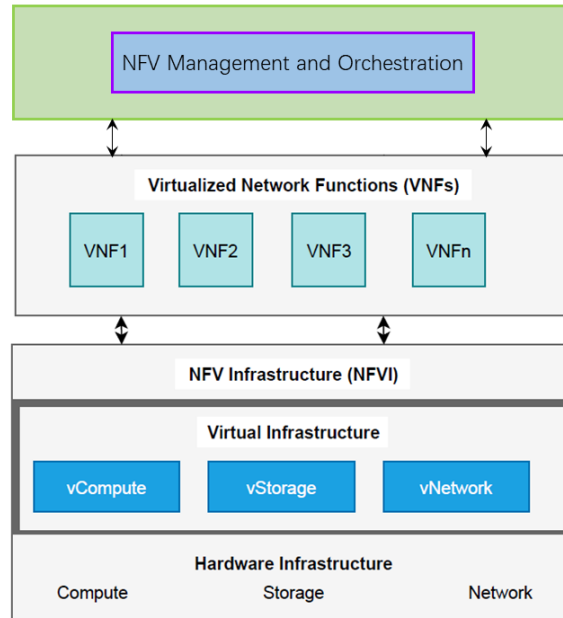 NFV Management and Orchestration
Virtualized Network Functions (VNFs)
VNF1 VNF2 VNF3 VNFn
NFV Infrastructure (NFVI)
Virtual Infrastructure
vCompute vStorage vNetwork
Hardware Infrastructure
Compute Storage Network